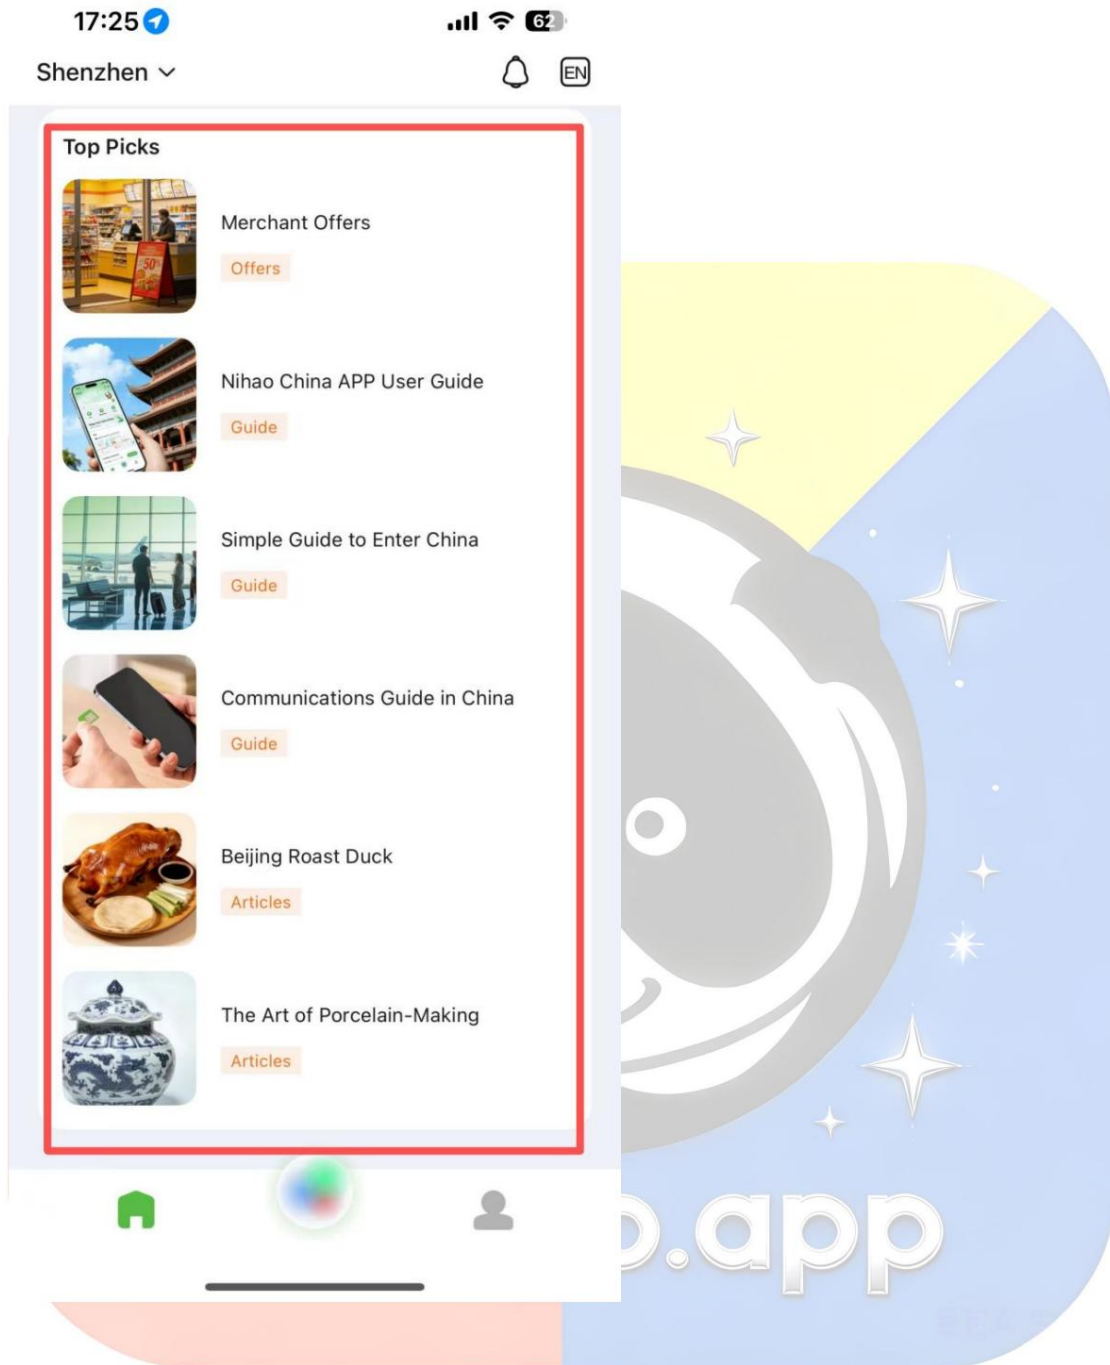 17:25
62
Shenzhen
EN
Top Picks
Merchant Offers
Offers
50
Nihao China APP User Guide
Guide
Simple Guide to Enter China
Guide
Communications Guide in China
Guide
Beijing Roast Duck
Articles
The Art of Porcelain-Making
Articles
o.app